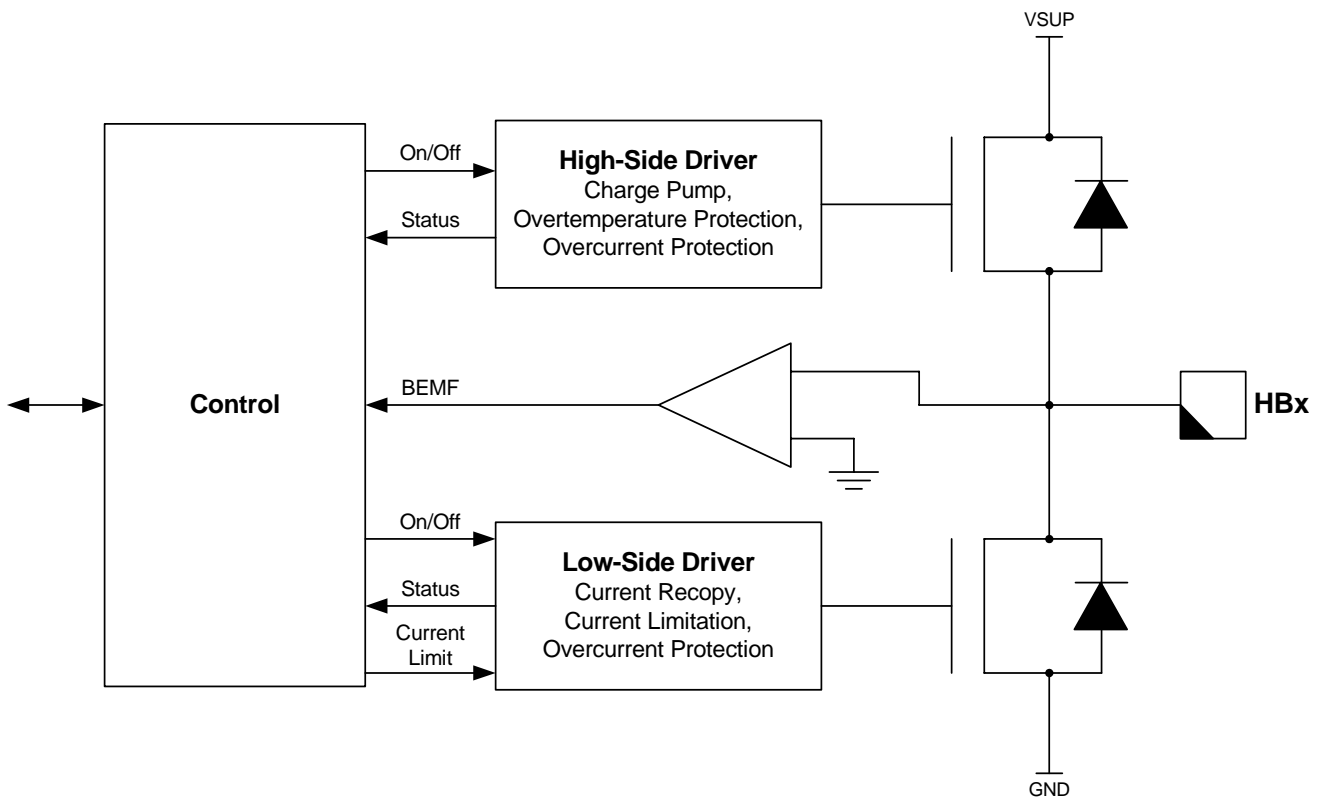 VSUP
On/Off
High-Side Driver
Charge Pump,
Overtemperature Protection,
Overcurrent Protection
Status
Control
BEMF
HBx
On/Off
Low-Side Driver
Current Recopy,
Current Limitation,
Overcurrent Protection
Status
Current
Limit
GND